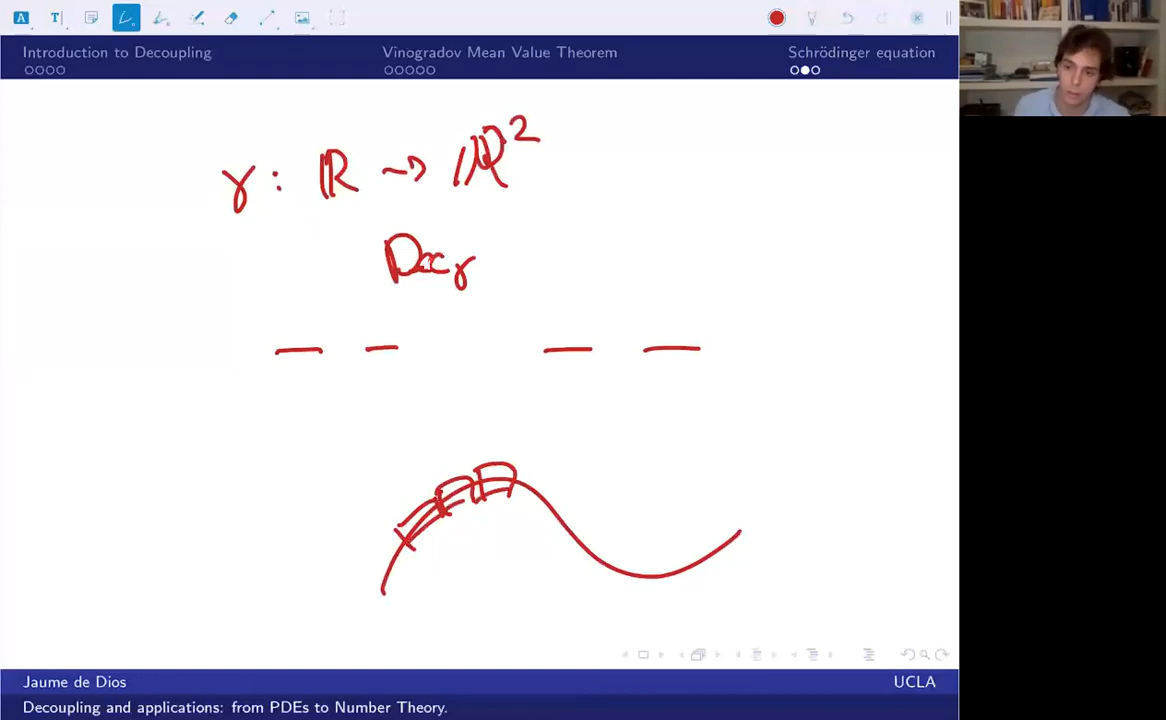 Introduction to Decoupling Vinogradov Mean Value Theorem Schrödinger equation
γ : ℝ → ℝ²
Decγ
Jaume de Dios UCLA
Decoupling and applications: from PDEs to Number Theory.